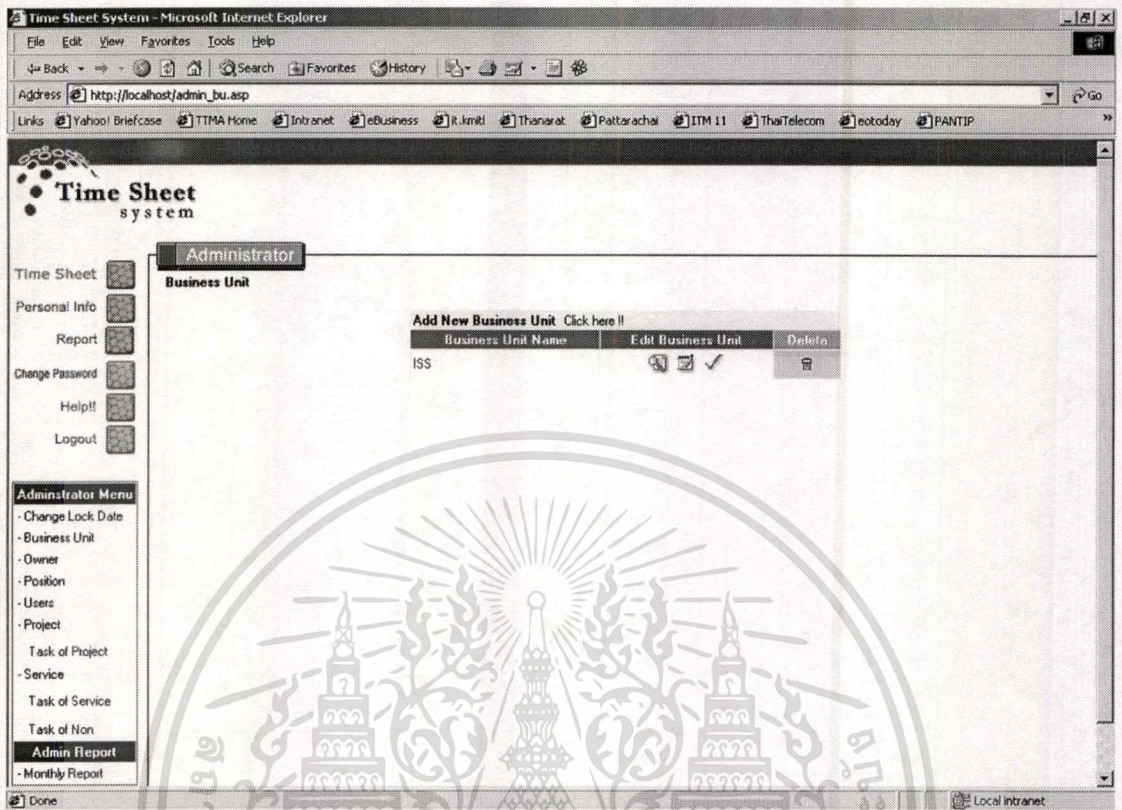 Time Sheet System - Microsoft Internet Explorer
File Edit View Favorites Tools Help
Back Search Favorites History
Address http://localhost/admin_bu.asp Go
Links Yahoo! Briefcase TTMA Home Intranet eBusiness it.kmitl Thanarat Pattarachai ITM 11 ThaiTelecom eotoday PANTIP »
Time Sheet
system
Administrator
Business Unit
Time Sheet
Personal Info
Report
Change Password
Help!!
Logout
Add New Business Unit Click here !!
Business Unit Name Edit Business Unit Delete
ISS
Adminstrator Menu
- Change Lock Date
- Business Unit
- Owner
- Position
- Users
- Project
Task of Project
- Service
Task of Service
Task of Non
Admin Report
- Monthly Report
Done Local intranet